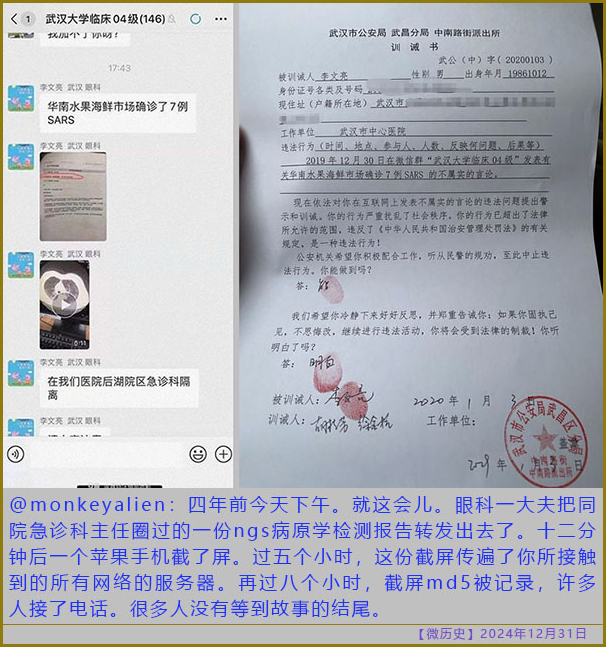 1
武汉大学临床04级(146)
我加不了你呀?
17:43
李文亮 武汉 眼科
华南水果海鲜市场确诊了7例
SARS
李文亮 武汉 眼科
李文亮 武汉 眼科
0:11
李文亮 武汉 眼科
在我们医院后湖院区急诊科隔
离
李文亮 武汉 眼科
武汉市公安局 武昌分局 中南路街派出所
训 诫 书
武公(中)字(20200103)
被训诫人 李文亮 性别 男 出身年月 19861012
身份证号各类及号码
现住址(户籍所在地) 武汉市
工作单位 武汉市中心医院
违法行为(时间、地点、参与人、人数、反映何问题、后果等)
2019年12月30日在微信群“武汉大学临床04级”发表有
关华南水果海鲜市场确诊7例SARS的不属实的言论。
现在依法对你在互联网上发表不属实的言论的违法问题提出警
示和训诫。你的行为严重扰乱了社会秩序。你的行为已超出了法律
所允许的范围,违反了《中华人民共和国治安管理处罚法》的有关
规定,是一种违法行为!
公安机关希望你积极配合工作,听从民警的规劝,至此中止违
法行为。你能做到吗?
答:能
我们希望你冷静下来好好反思,并郑重告诫你:如果你固执己
见,不思悔改,继续进行违法活动,你将会受到法律的制裁!你听
明白了吗?
答:明白
被训诫人:李文亮 2020年1月3日
训诫人: 工作单位:
武汉市公安局武昌区分局
中南路街
派出所
@monkeyalien:四年前今天下午。就这会儿。眼科一大夫把同
院急诊科主任圈过的一份ngs病原学检测报告转发出去了。十二分
钟后一个苹果手机截了屏。过五个小时,这份截屏传遍了你所接触
到的所有网络的服务器。再过八个小时,截屏md5被记录,许多
人接了电话。很多人没有等到故事的结尾。
【微历史】2024年12月31日